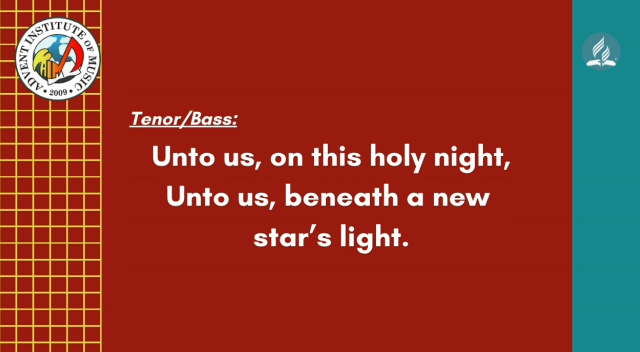 ADVENT INSTITUTE OF MUSIC
AIM
• 2009 •
Tenor/Bass:
Unto us, on this holy night,
Unto us, beneath a new
star’s light.